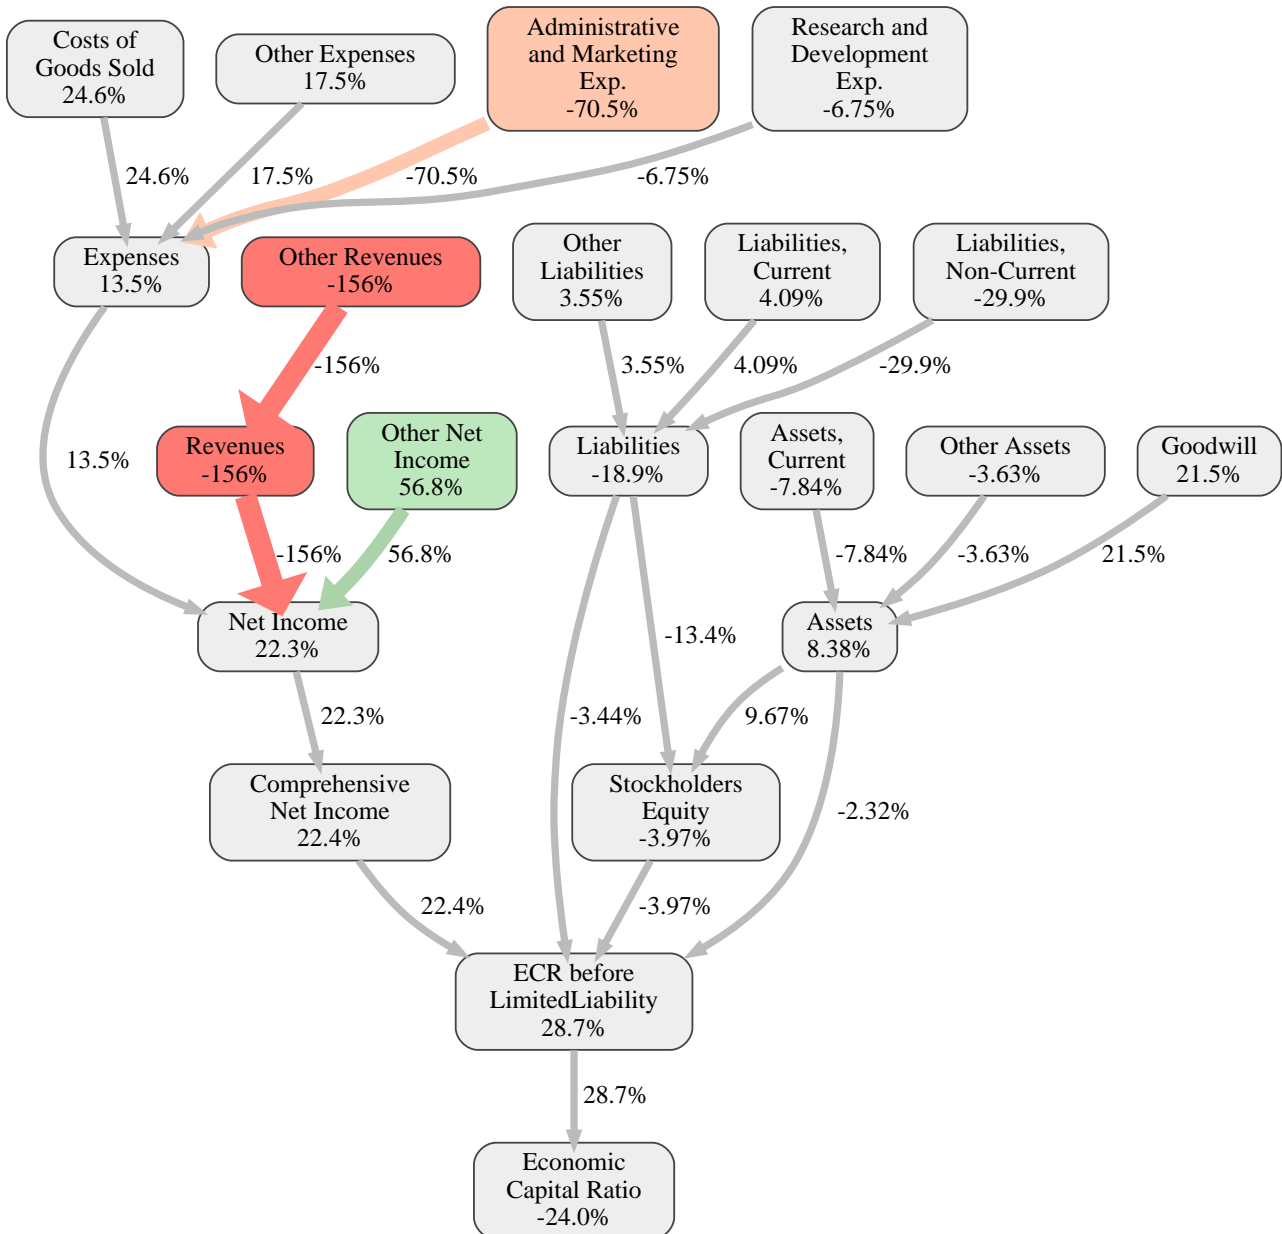 Costs of
Goods Sold
24.6%
Other Expenses
17.5%
Administrative
and Marketing
Exp.
-70.5%
Research and
Development
Exp.
-6.75%
24.6%
17.5%
-70.5%
-6.75%
Expenses
13.5%
Other Revenues
-156%
Other
Liabilities
3.55%
Liabilities,
Current
4.09%
Liabilities,
Non-Current
-29.9%
-156%
3.55%
4.09%
-29.9%
13.5%
Revenues
-156%
Other Net
Income
56.8%
Liabilities
-18.9%
Assets,
Current
-7.84%
Other Assets
-3.63%
Goodwill
21.5%
-156%
56.8%
-7.84%
-3.63%
21.5%
Net Income
22.3%
-13.4%
Assets
8.38%
22.3%
-3.44%
9.67%
Comprehensive
Net Income
22.4%
Stockholders
Equity
-3.97%
-2.32%
22.4%
-3.97%
ECR before
LimitedLiability
28.7%
28.7%
Economic
Capital Ratio
-24.0%